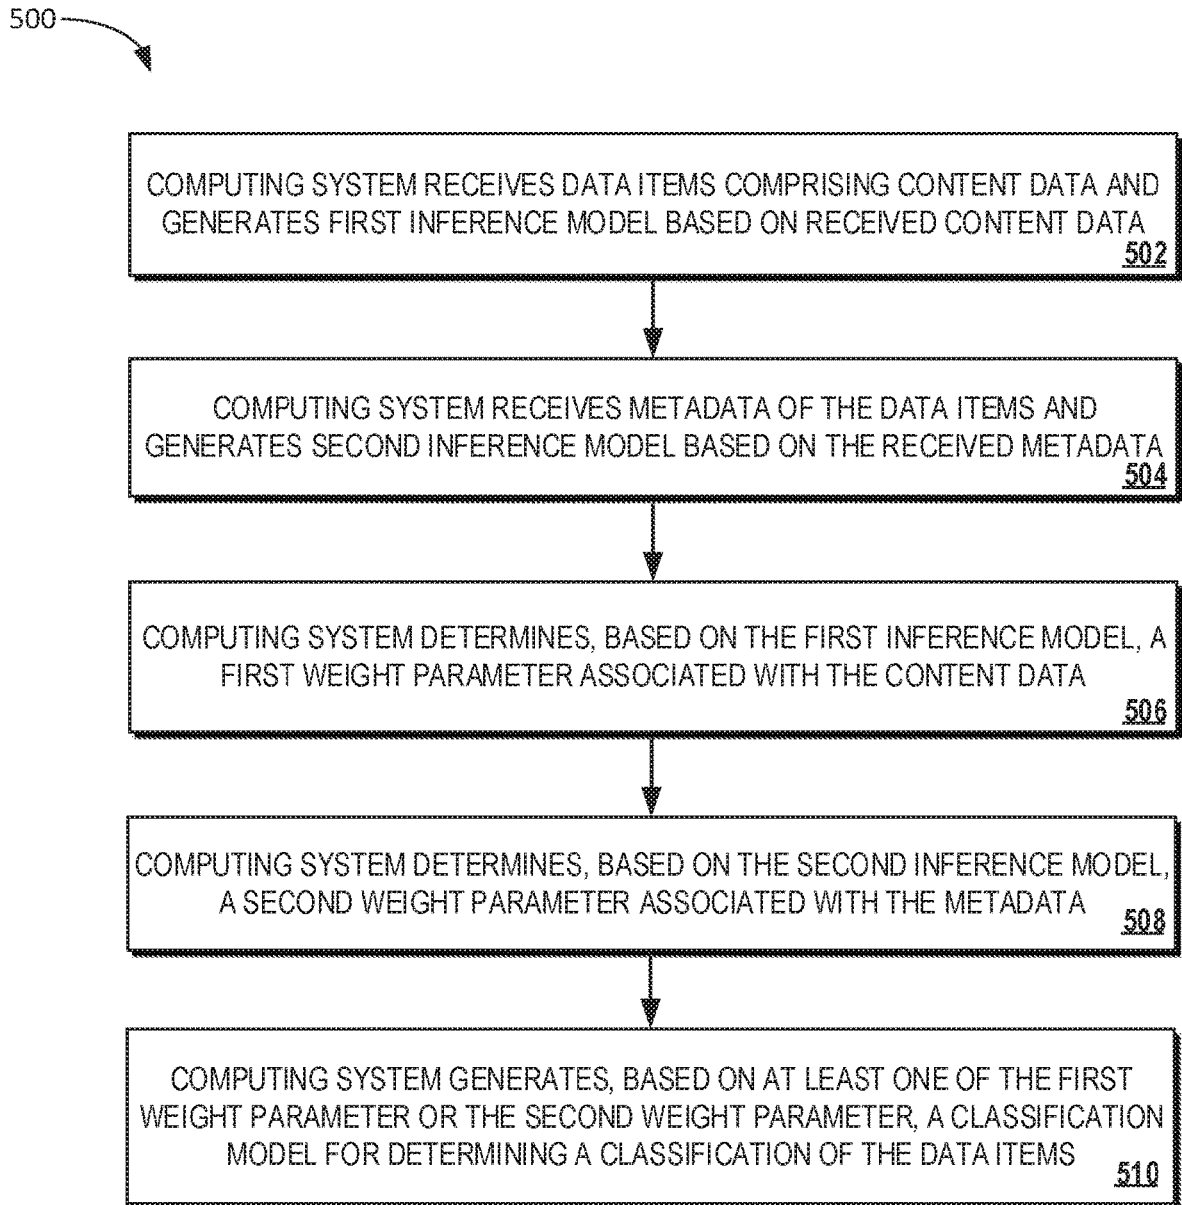 500
COMPUTING SYSTEM RECEIVES DATA ITEMS COMPRISING CONTENT DATA AND
GENERATES FIRST INFERENCE MODEL BASED ON RECEIVED CONTENT DATA
502
COMPUTING SYSTEM RECEIVES METADATA OF THE DATA ITEMS AND
GENERATES SECOND INFERENCE MODEL BASED ON THE RECEIVED METADATA
504
COMPUTING SYSTEM DETERMINES, BASED ON THE FIRST INFERENCE MODEL, A
FIRST WEIGHT PARAMETER ASSOCIATED WITH THE CONTENT DATA
506
COMPUTING SYSTEM DETERMINES, BASED ON THE SECOND INFERENCE MODEL,
A SECOND WEIGHT PARAMETER ASSOCIATED WITH THE METADATA
508
COMPUTING SYSTEM GENERATES, BASED ON AT LEAST ONE OF THE FIRST
WEIGHT PARAMETER OR THE SECOND WEIGHT PARAMETER, A CLASSIFICATION
MODEL FOR DETERMINING A CLASSIFICATION OF THE DATA ITEMS
510